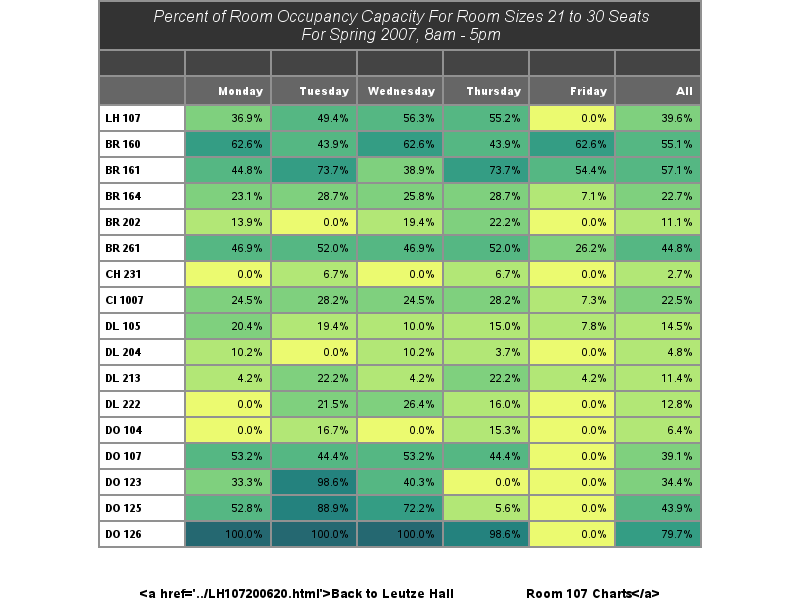 Percent of Room Occupancy Capacity For Room Sizes 21 to 30 Seats
For Spring 2007, 8am - 5pm
Monday Tuesday Wednesday Thursday Friday All
LH 107 36.9% 49.4% 56.3% 55.2% 0.0% 39.6%
BR 160 62.6% 43.9% 62.6% 43.9% 62.6% 55.1%
BR 161 44.8% 73.7% 38.9% 73.7% 54.4% 57.1%
BR 164 23.1% 28.7% 25.8% 28.7% 7.1% 22.7%
BR 202 13.9% 0.0% 19.4% 22.2% 0.0% 11.1%
BR 261 46.9% 52.0% 46.9% 52.0% 26.2% 44.8%
CH 231 0.0% 6.7% 0.0% 6.7% 0.0% 2.7%
CI 1007 24.5% 28.2% 24.5% 28.2% 7.3% 22.5%
DL 105 20.4% 19.4% 10.0% 15.0% 7.8% 14.5%
DL 204 10.2% 0.0% 10.2% 3.7% 0.0% 4.8%
DL 213 4.2% 22.2% 4.2% 22.2% 4.2% 11.4%
DL 222 0.0% 21.5% 26.4% 16.0% 0.0% 12.8%
DO 104 0.0% 16.7% 0.0% 15.3% 0.0% 6.4%
DO 107 53.2% 44.4% 53.2% 44.4% 0.0% 39.1%
DO 123 33.3% 98.6% 40.3% 0.0% 0.0% 34.4%
DO 125 52.8% 88.9% 72.2% 5.6% 0.0% 43.9%
DO 126 100.0% 100.0% 100.0% 98.6% 0.0% 79.7%
<a href='../LH107200620.html'>Back to Leutze Hall Room 107 Charts</a>